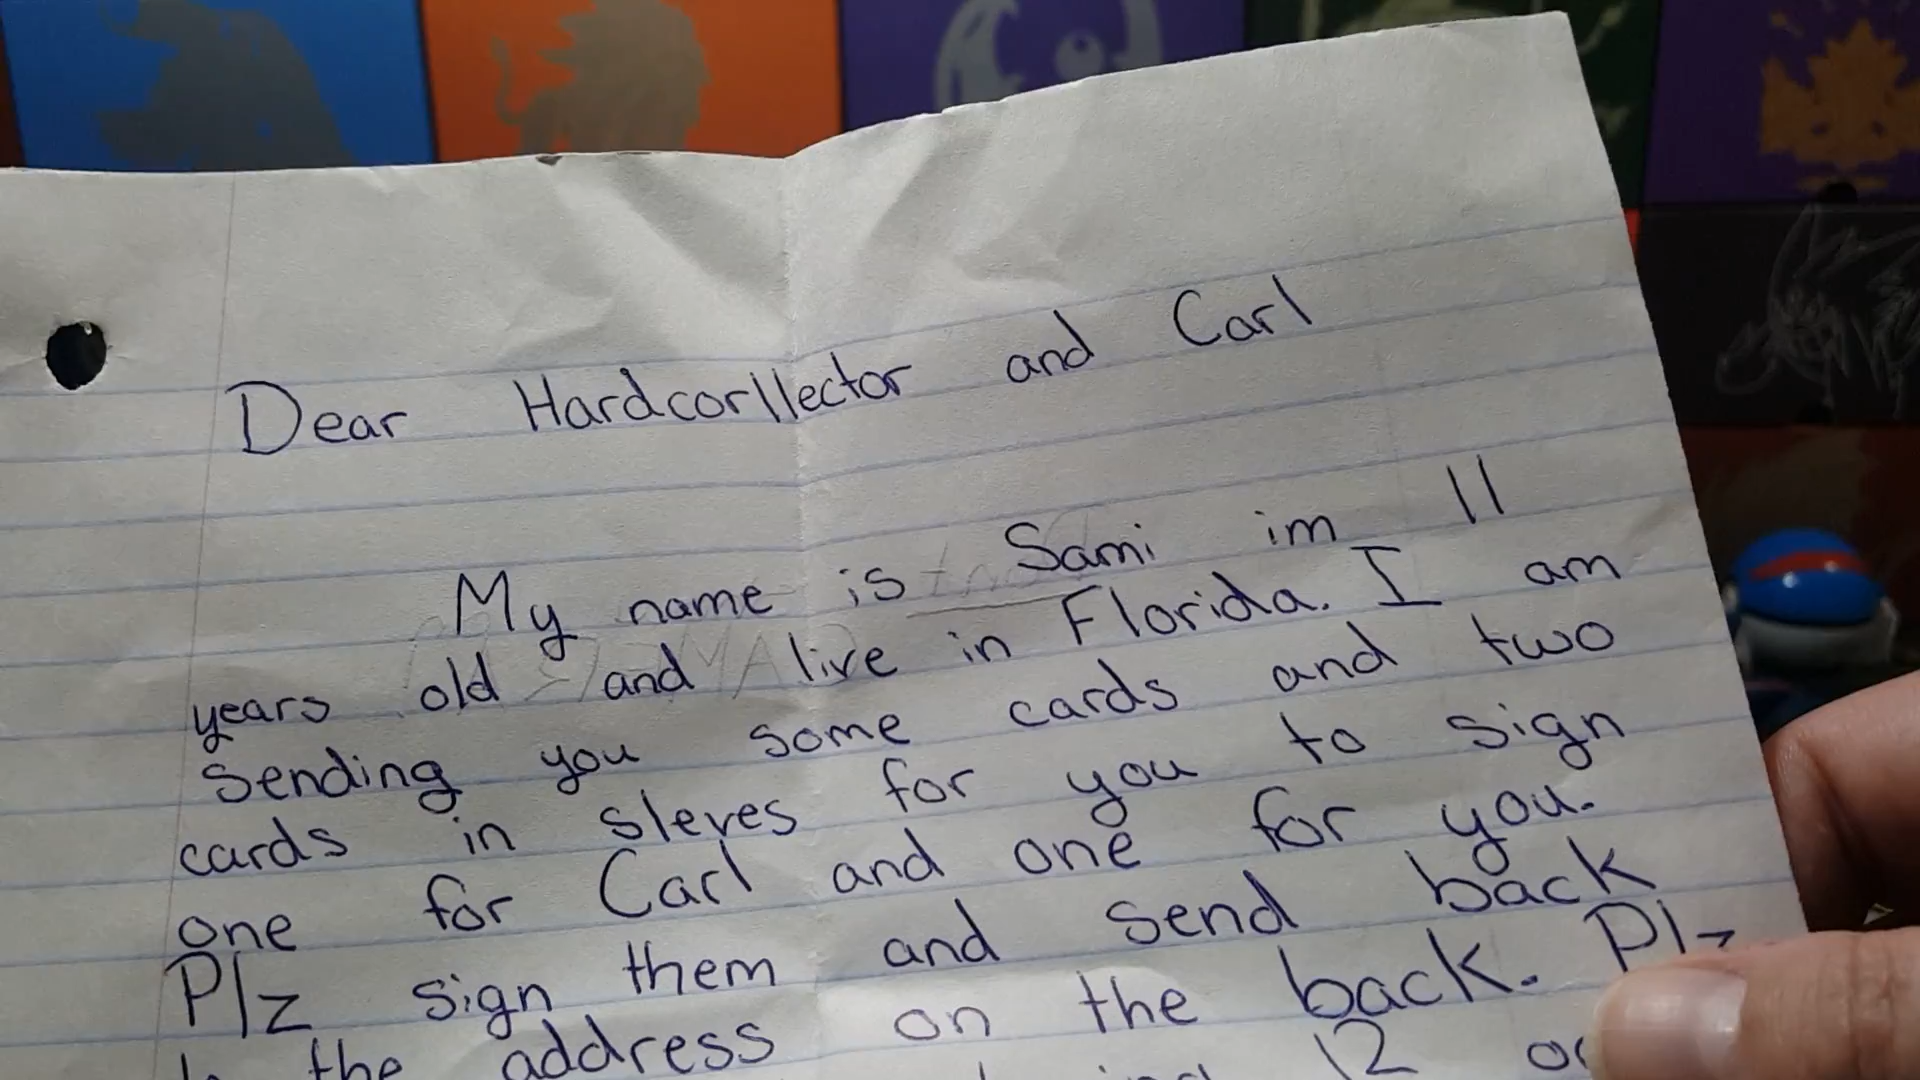 Dear Hardcorllector and Carl
My name is Sami im 11
years old and live in Florida. I am
sending you some cards and two
cards in sleves for you to sign
one for Carl and one for you.
Plz sign them and send back
the address on the back. Plz
12